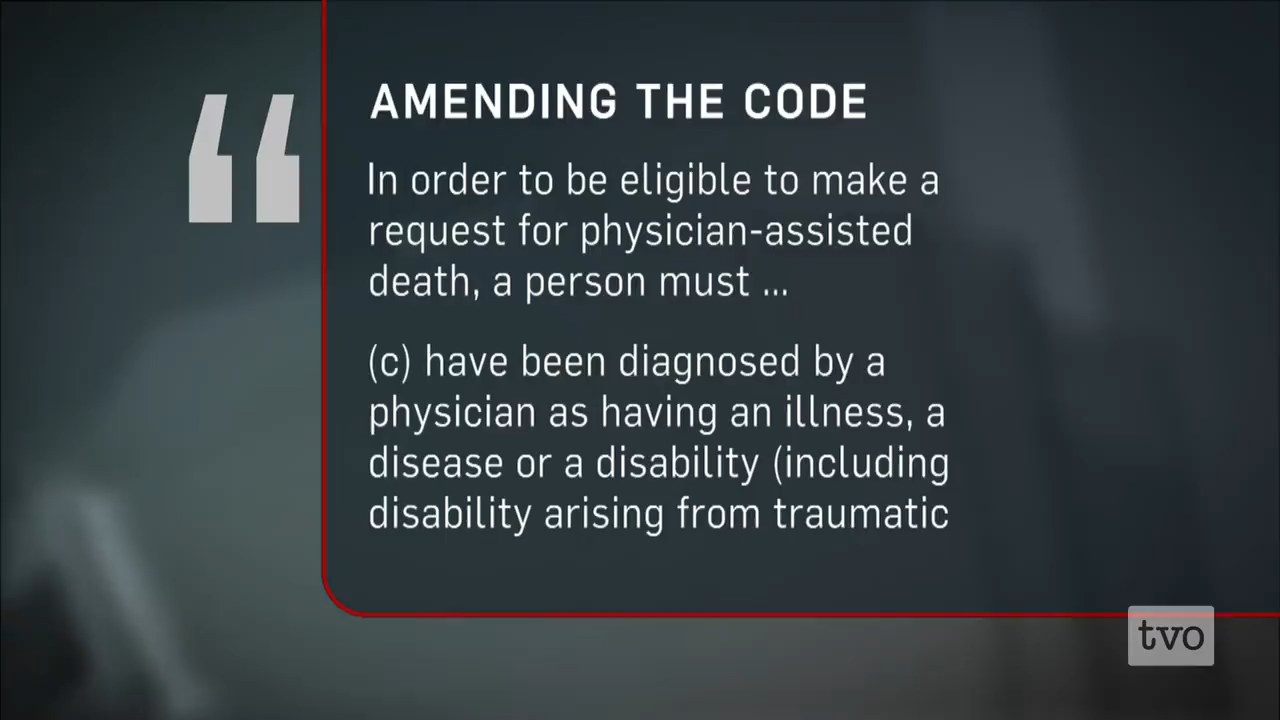 “
AMENDING THE CODE
In order to be eligible to make a
request for physician-assisted
death, a person must ...
(c) have been diagnosed by a
physician as having an illness, a
disease or a disability (including
disability arising from traumatic
tvo